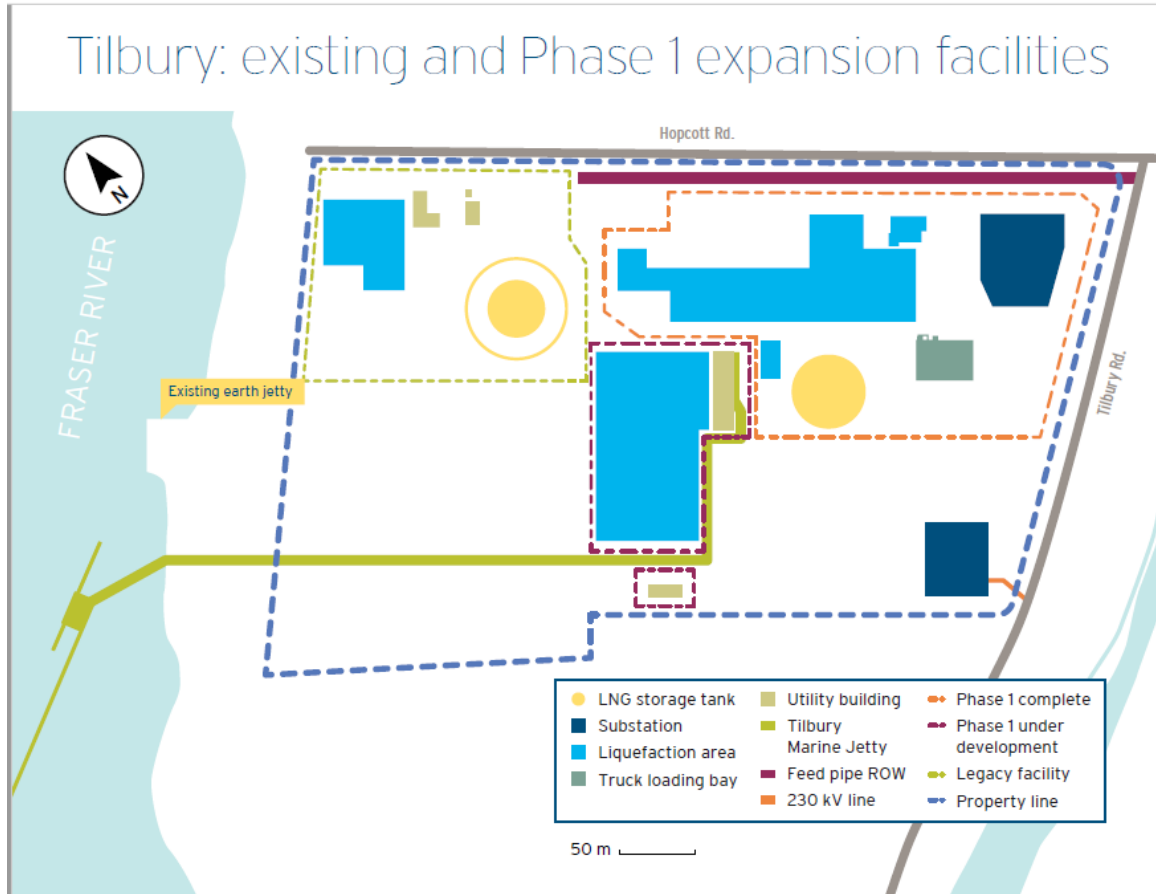 Tilbury: existing and Phase 1 expansion facilities
Hopcott Rd.
N
FRASER RIVER
Existing earth jetty
Tilbury Rd.
LNG storage tank
Substation
Liquefaction area
Truck loading bay
Utility building
Tilbury
Marine Jetty
Feed pipe ROW
230 kV line
Phase 1 complete
Phase 1 under
development
Legacy facility
Property line
50 m